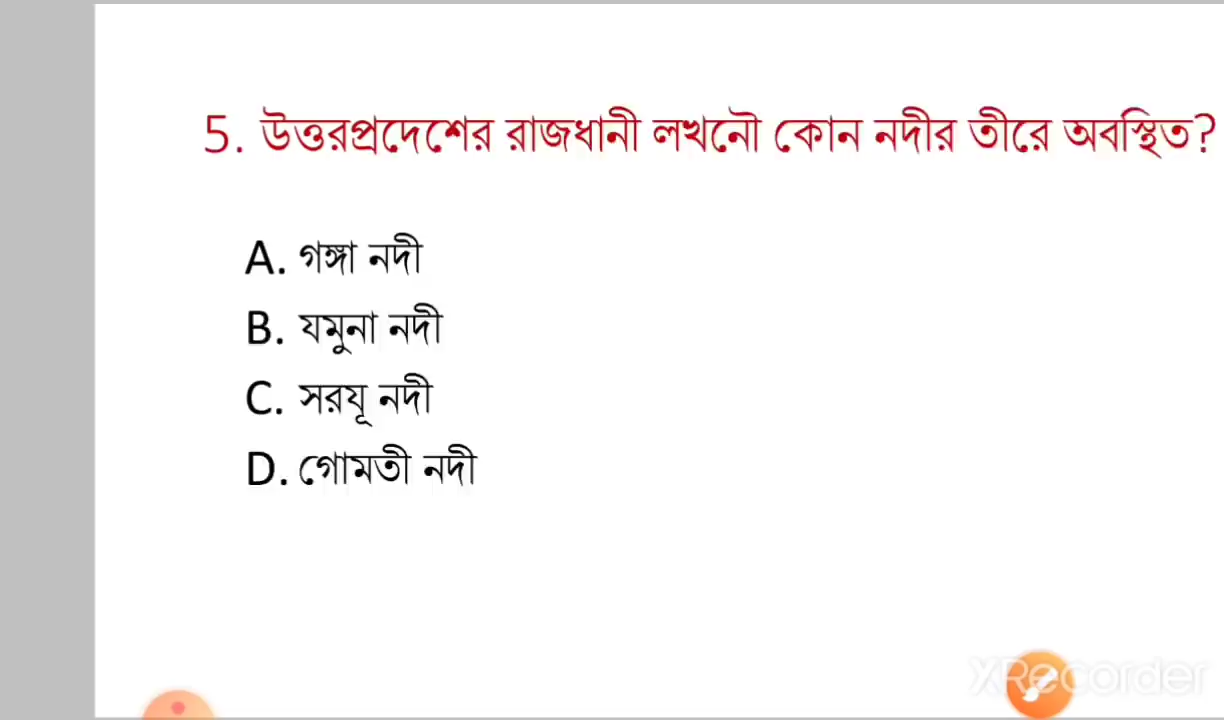 5. উত্তরপ্রদেশের রাজধানী লখনৌ কোন নদীর তীরে অবস্থিত?
A. গঙ্গা নদী
B. যমুনা নদী
C. সরযূ নদী
D. গোমতী নদী
XRecorder